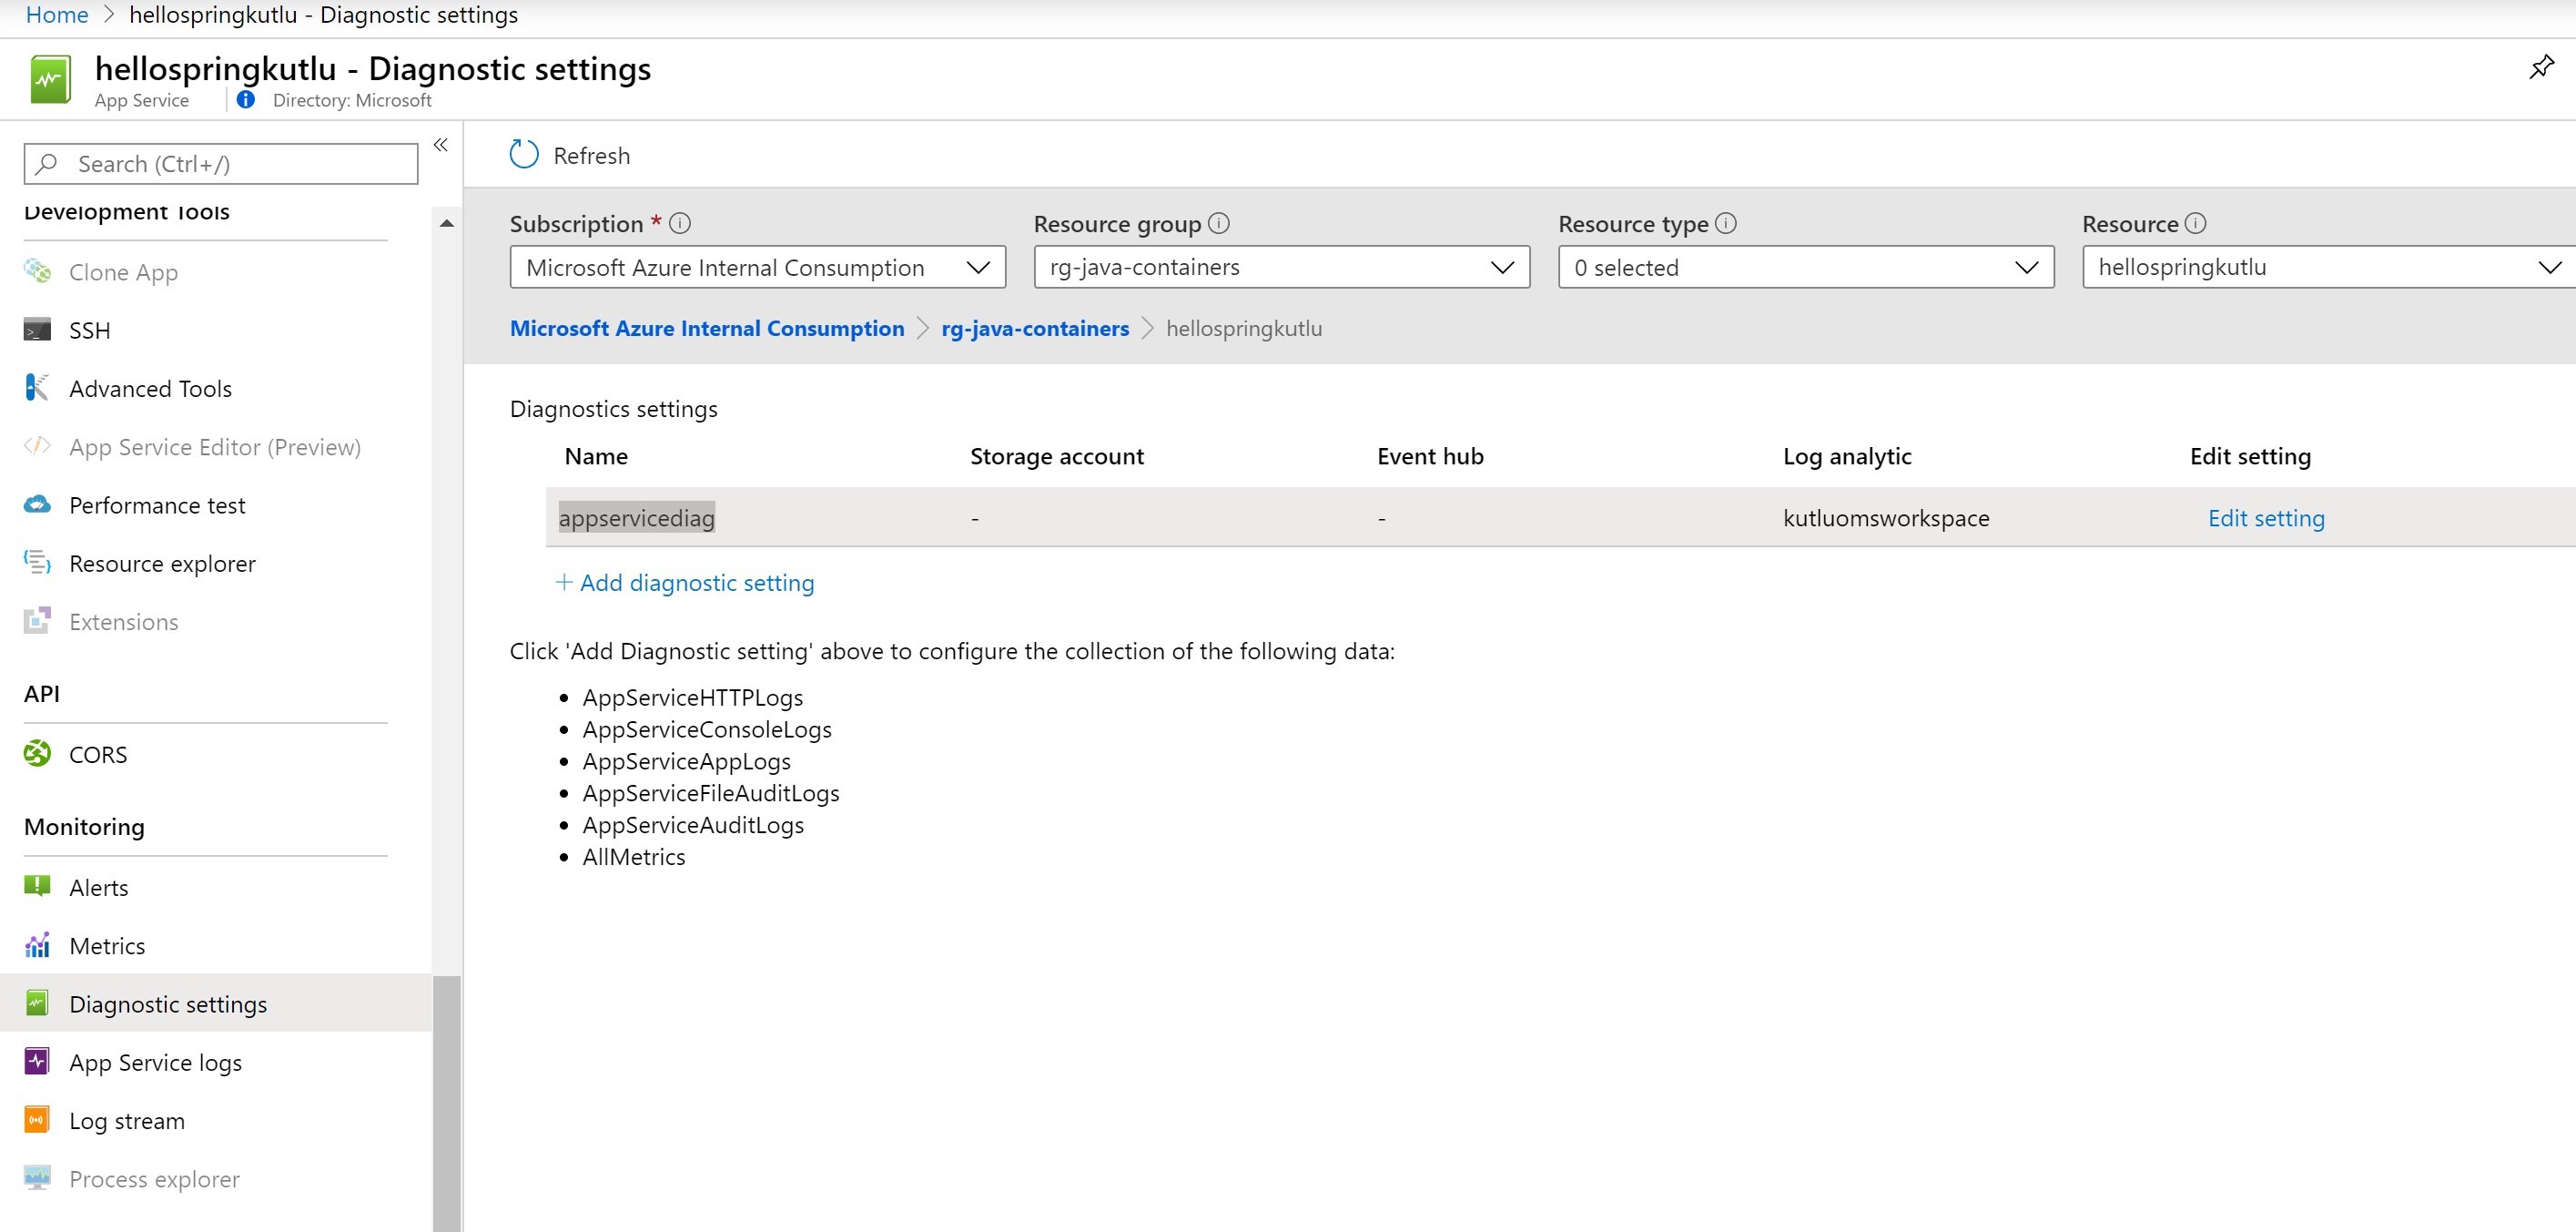 Home > hellospringkutlu - Diagnostic settings
hellospringkutlu - Diagnostic settings
App Service
Directory: Microsoft
Search (Ctrl+/)
Development Tools
Clone App
SSH
Advanced Tools
App Service Editor (Preview)
Performance test
Resource explorer
Extensions
API
CORS
Monitoring
Alerts
Metrics
Diagnostic settings
App Service logs
Log stream
Process explorer
Refresh
Subscription * Resource group Resource type Resource
Microsoft Azure Internal Consumption rg-java-containers 0 selected hellospringkutlu
Microsoft Azure Internal Consumption > rg-java-containers > hellospringkutlu
Diagnostics settings
Name Storage account Event hub Log analytic Edit setting
appservicediag - - kutluomsworkspace Edit setting
+ Add diagnostic setting
Click 'Add Diagnostic setting' above to configure the collection of the following data:
• AppServiceHTTPLogs
• AppServiceConsoleLogs
• AppServiceAppLogs
• AppServiceFileAuditLogs
• AppServiceAuditLogs
• AllMetrics